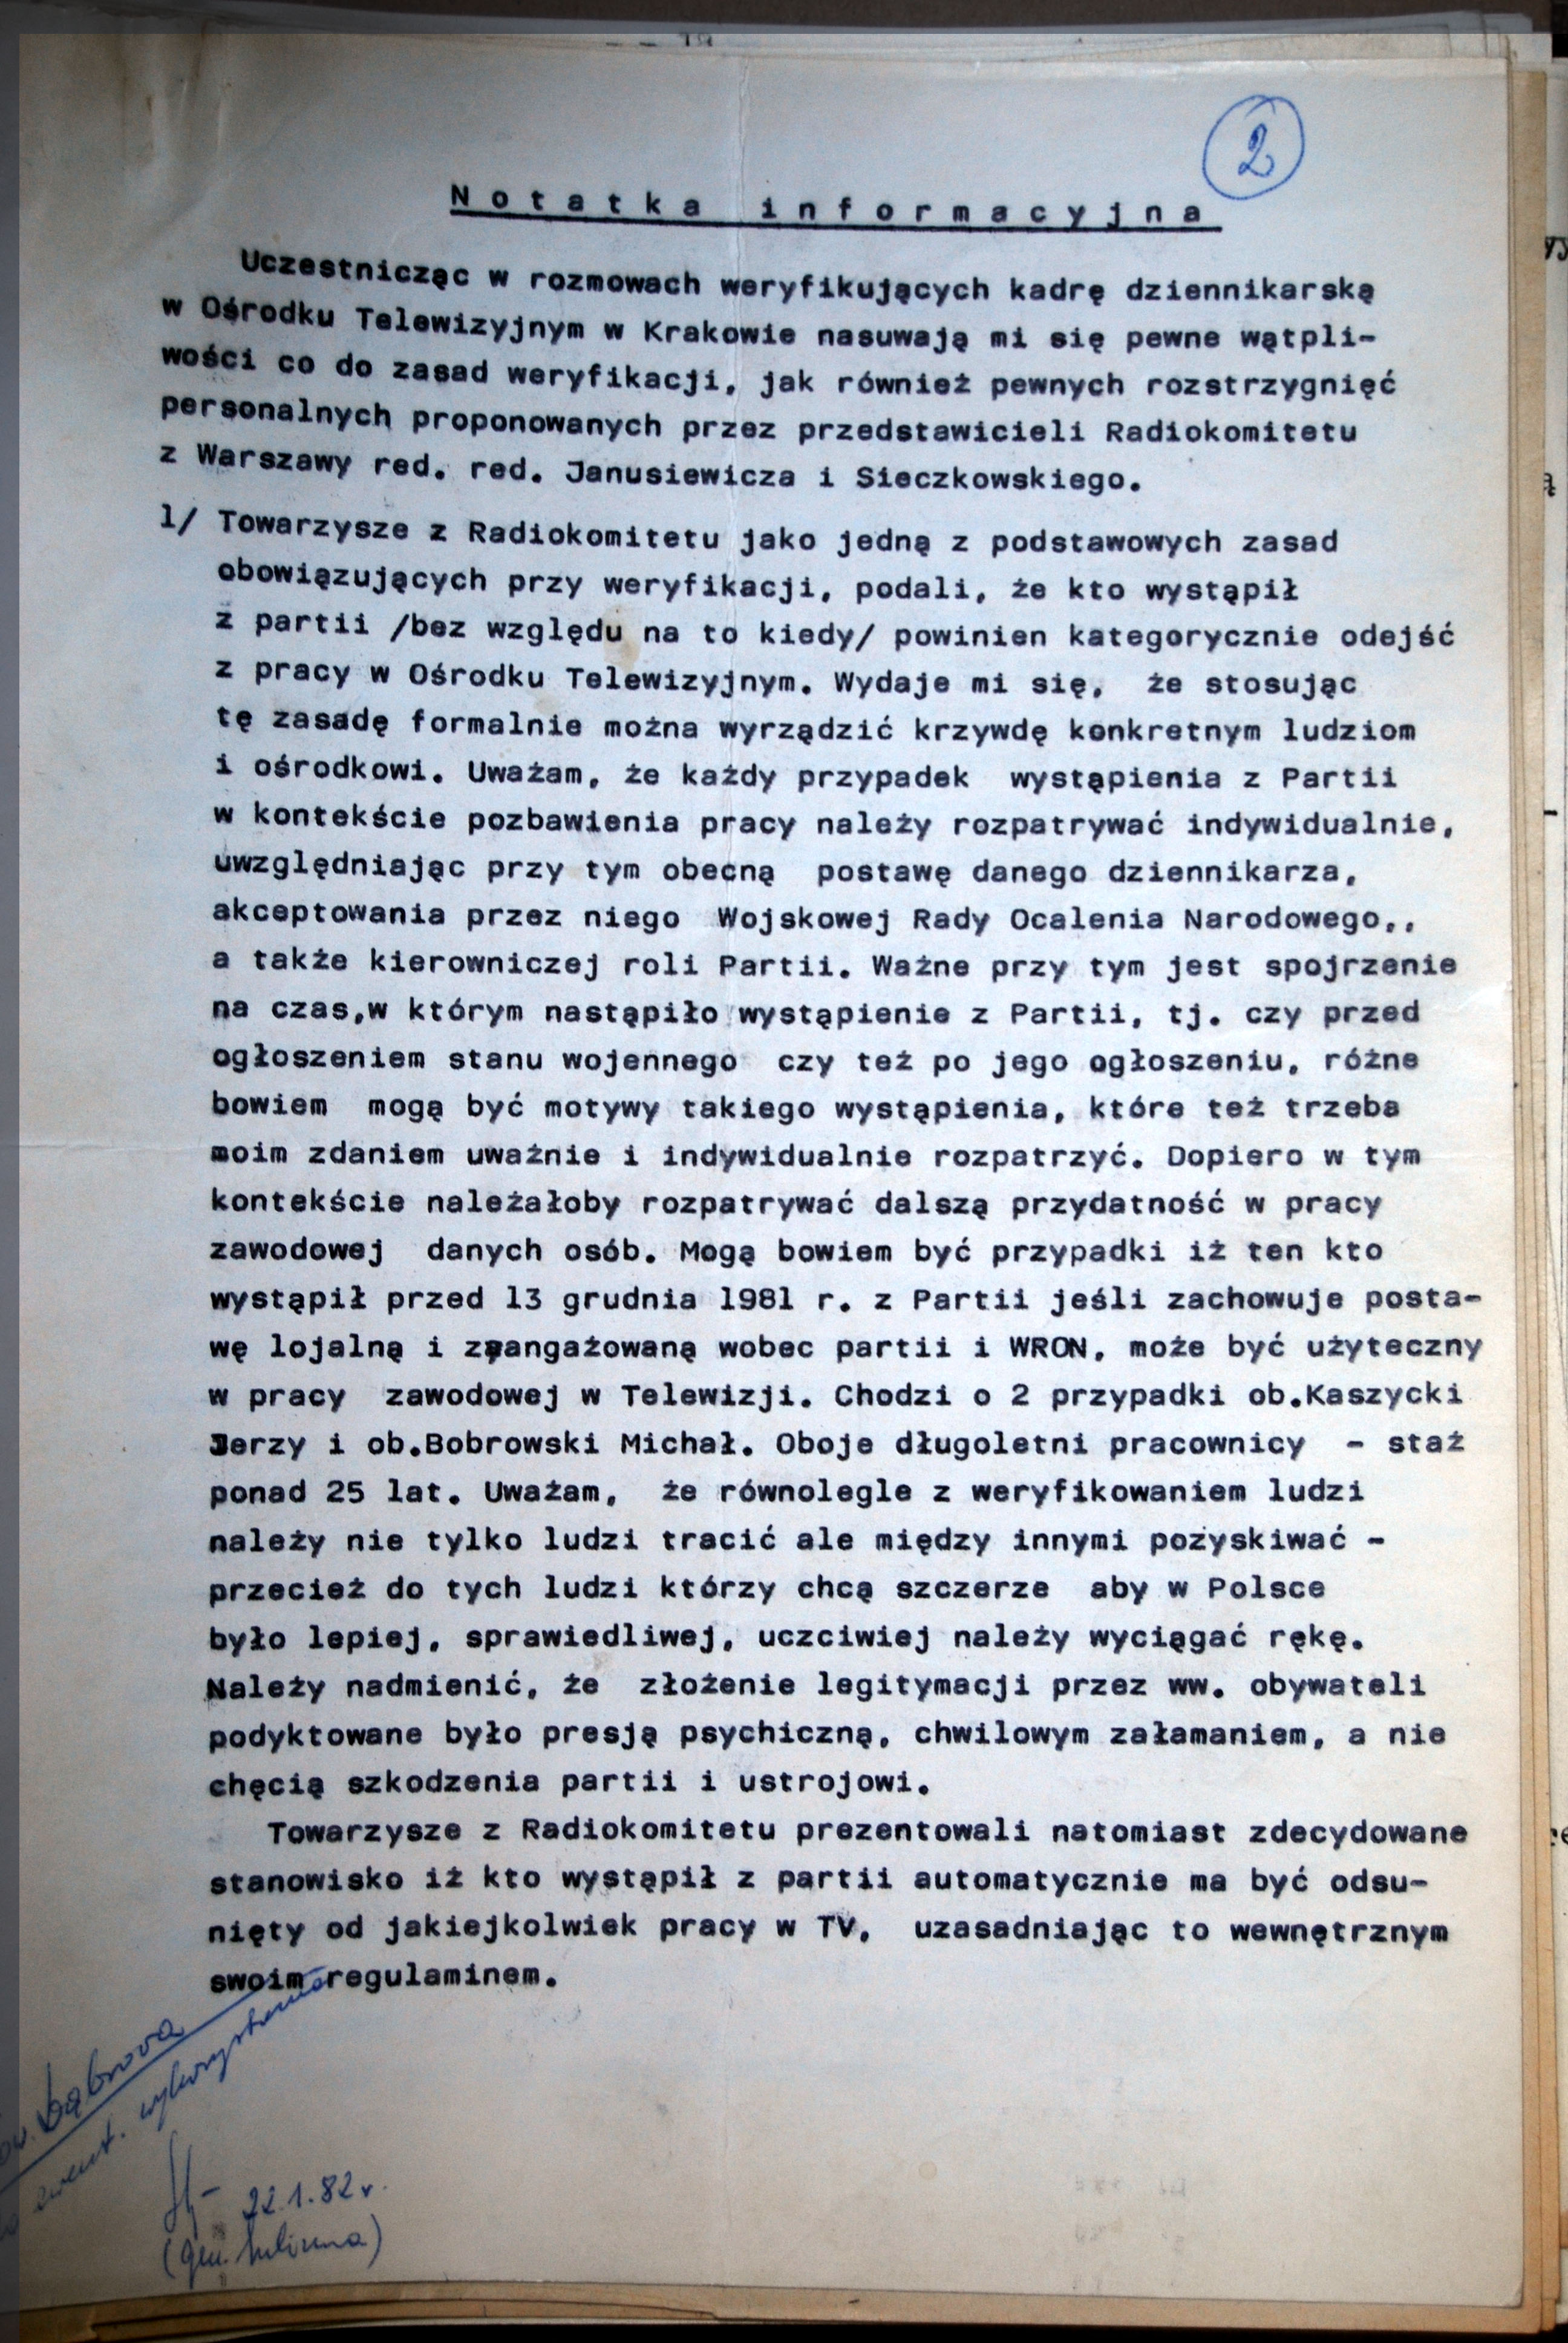 2
Notatka informacyjna
Uczestnicząc w rozmowach weryfikujących kadrę dziennikarską
w Ośrodku Telewizyjnym w Krakowie nasuwają mi się pewne wątpli-
wości co do zasad weryfikacji, jak również pewnych rozstrzygnięć
personalnych proponowanych przez przedstawicieli Radiokomitetu
z Warszawy red. red. Janusiewicza i Sieczkowskiego.
1/ Towarzysze z Radiokomitetu jako jedną z podstawowych zasad
obowiązujących przy weryfikacji, podali, że kto wystąpił
z partii /bez względu na to kiedy/ powinien kategorycznie odejść
z pracy w Ośrodku Telewizyjnym. Wydaje mi się, że stosując
tę zasadę formalnie można wyrządzić krzywdę konkretnym ludziom
i ośrodkowi. Uważam, że każdy przypadek wystąpienia z Partii
w kontekście pozbawienia pracy należy rozpatrywać indywidualnie,
uwzględniając przy tym obecną postawę danego dziennikarza,
akceptowania przez niego Wojskowej Rady Ocalenia Narodowego,,
a także kierowniczej roli Partii. Ważne przy tym jest spojrzenie
na czas,w którym nastąpiło wystąpienie z Partii, tj. czy przed
ogłoszeniem stanu wojennego czy też po jego ogłoszeniu, różne
bowiem mogą być motywy takiego wystąpienia, które też trzeba
moim zdaniem uważnie i indywidualnie rozpatrzyć. Dopiero w tym
kontekście należałoby rozpatrywać dalszą przydatność w pracy
zawodowej danych osób. Mogą bowiem być przypadki iż ten kto
wystąpił przed 13 grudnia 1981 r. z Partii jeśli zachowuje posta-
wę lojalną i zaangażowaną wobec partii i WRON, może być użyteczny
w pracy zawodowej w Telewizji. Chodzi o 2 przypadki ob.Kaszycki
Jerzy i ob.Bobrowski Michał. Oboje długoletni pracownicy - staż
ponad 25 lat. Uważam, że równolegle z weryfikowaniem ludzi
należy nie tylko ludzi tracić ale między innymi pozyskiwać -
przecież do tych ludzi którzy chcą szczerze aby w Polsce
było lepiej, sprawiedliwej, uczciwiej należy wyciągać rękę.
Należy nadmienić, że złożenie legitymacji przez ww. obywateli
podyktowane było presją psychiczną, chwilowym załamaniem, a nie
chęcią szkodzenia partii i ustrojowi.
Towarzysze z Radiokomitetu prezentowali natomiast zdecydowane
stanowisko iż kto wystąpił z partii automatycznie ma być odsu-
nięty od jakiejkolwiek pracy w TV, uzasadniając to wewnętrznym
swoim regulaminem.
Dąbrowa
ewent. wykorzystania
22.1.82 r.